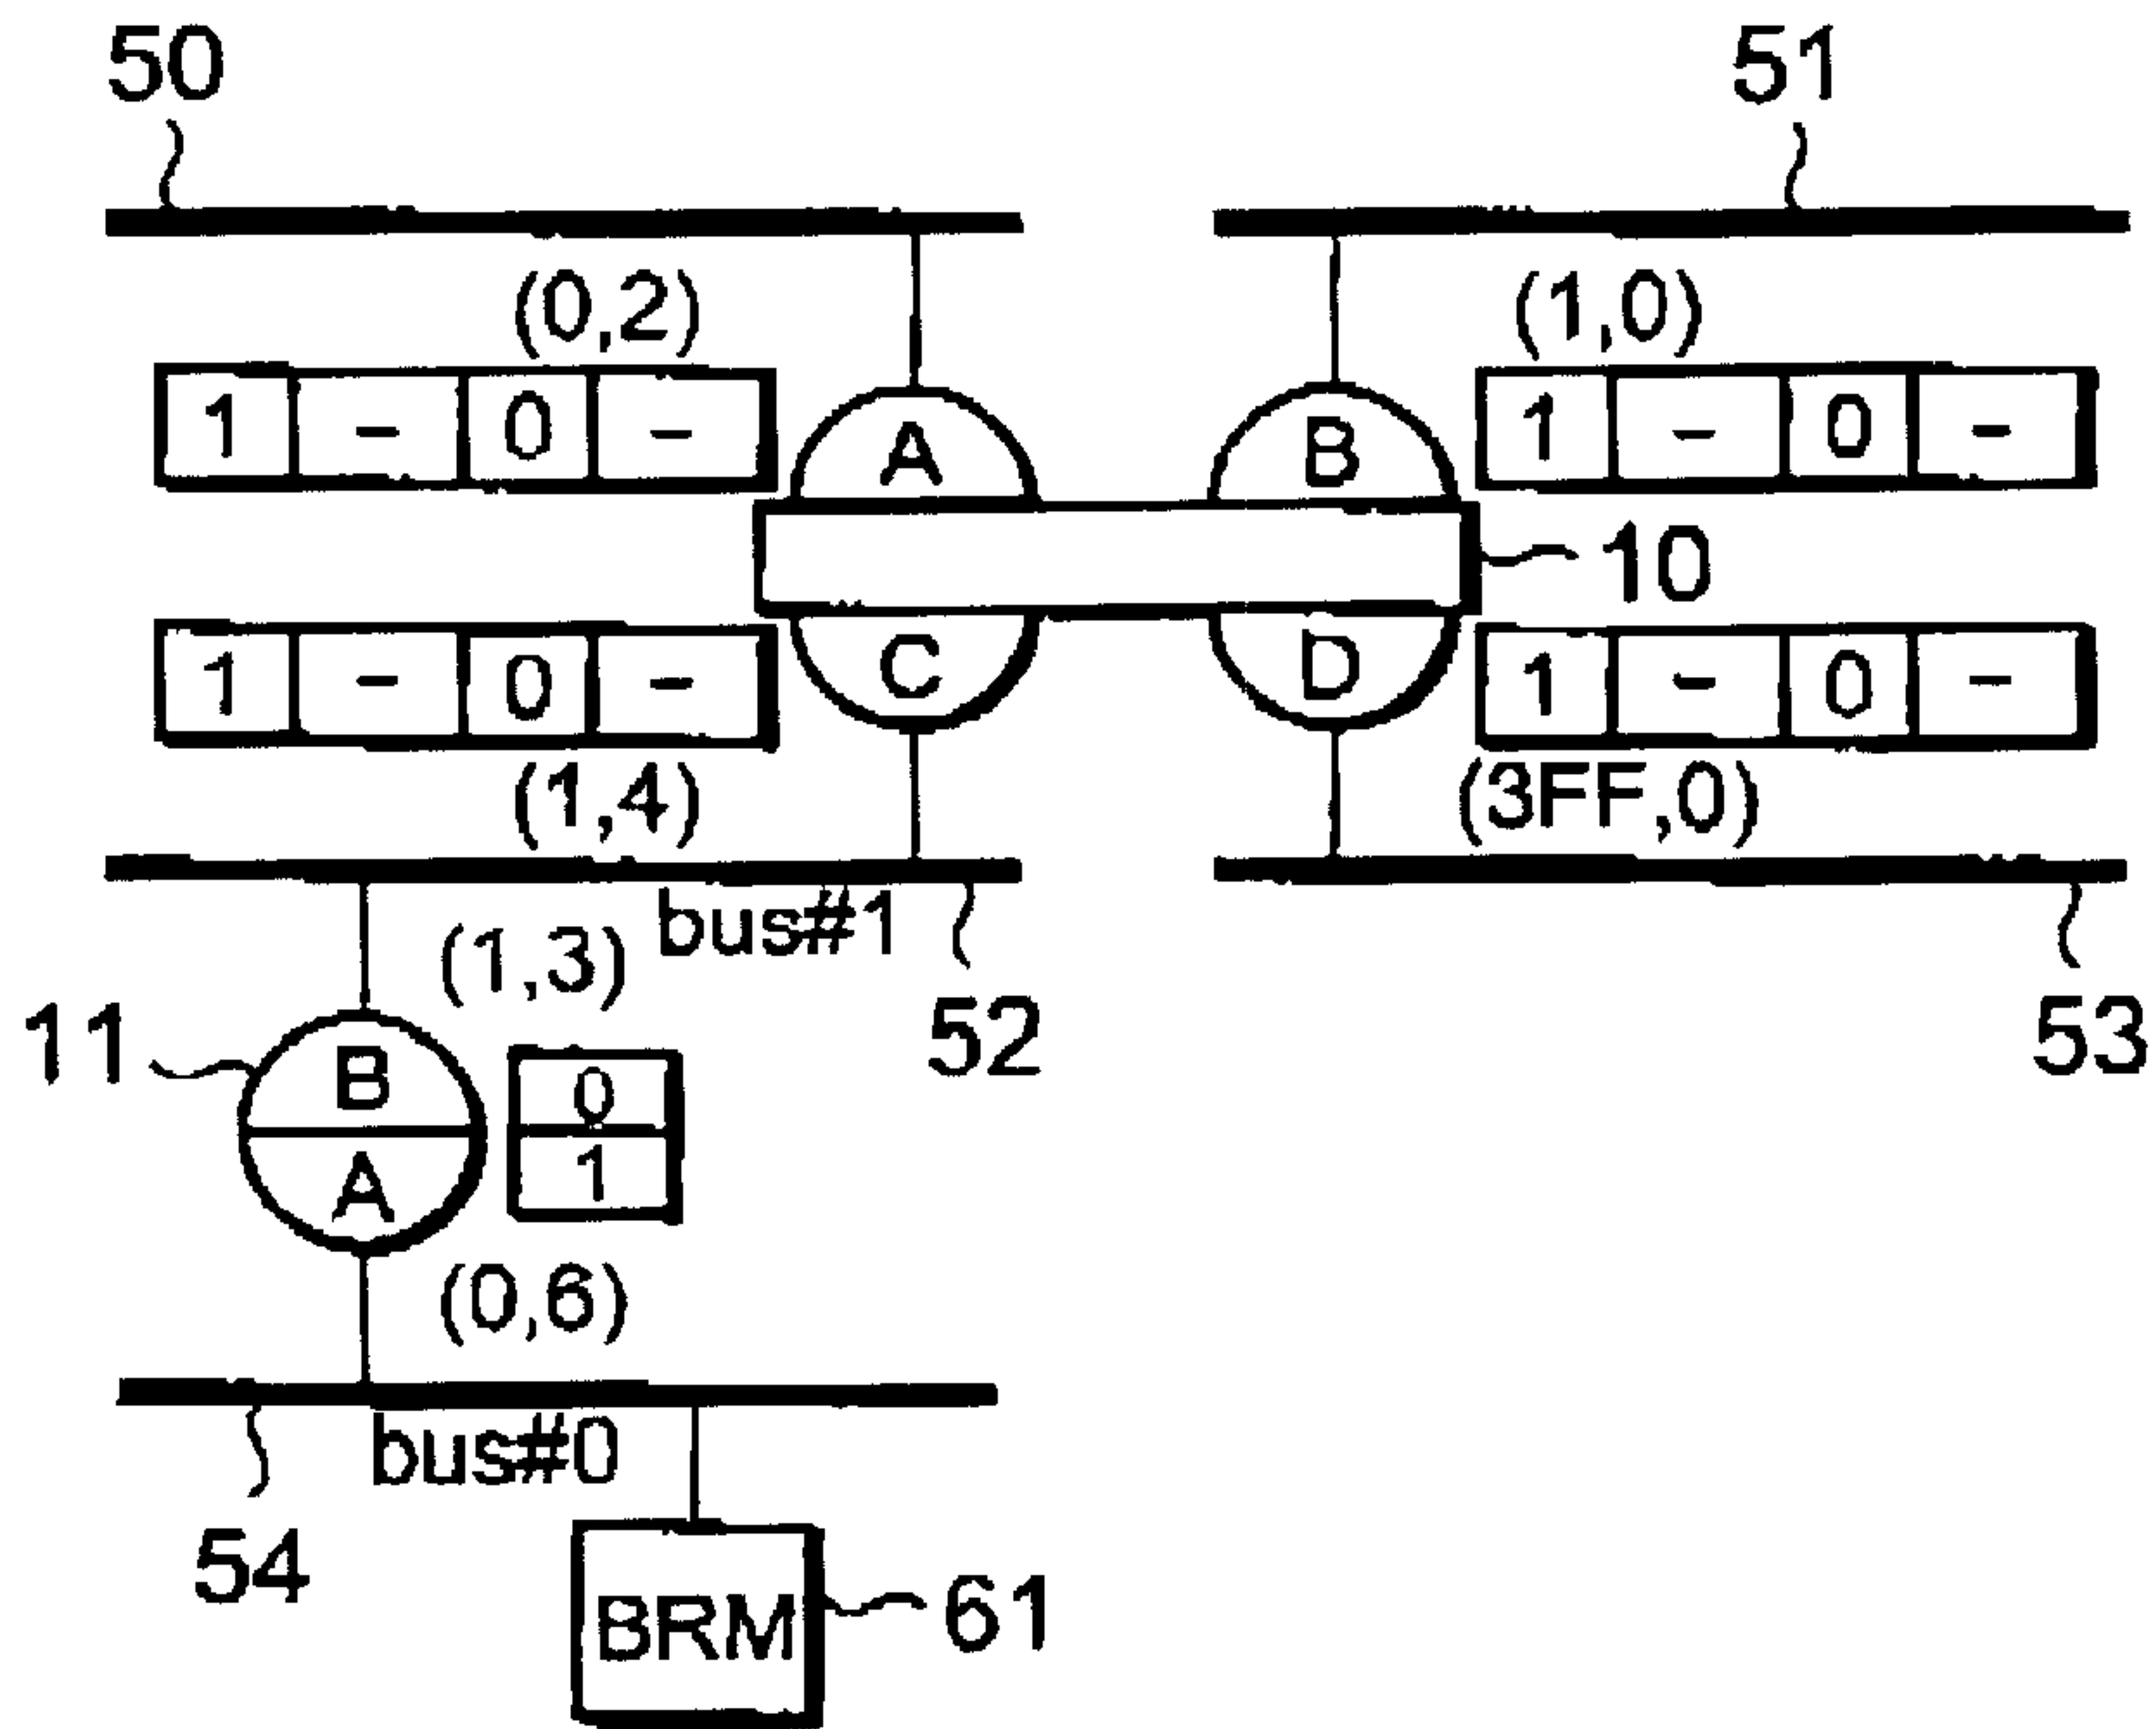 50 51
(0,2) (1,0)
1 – 0 – A B 1 – 0 –
10
1 – 0 – C D 1 – 0 –
(1,4) (3FF,0)
bus#1
(1,3)
11 B 0 52 53
A 1
(0,6)
bus#0
54
BRM 61